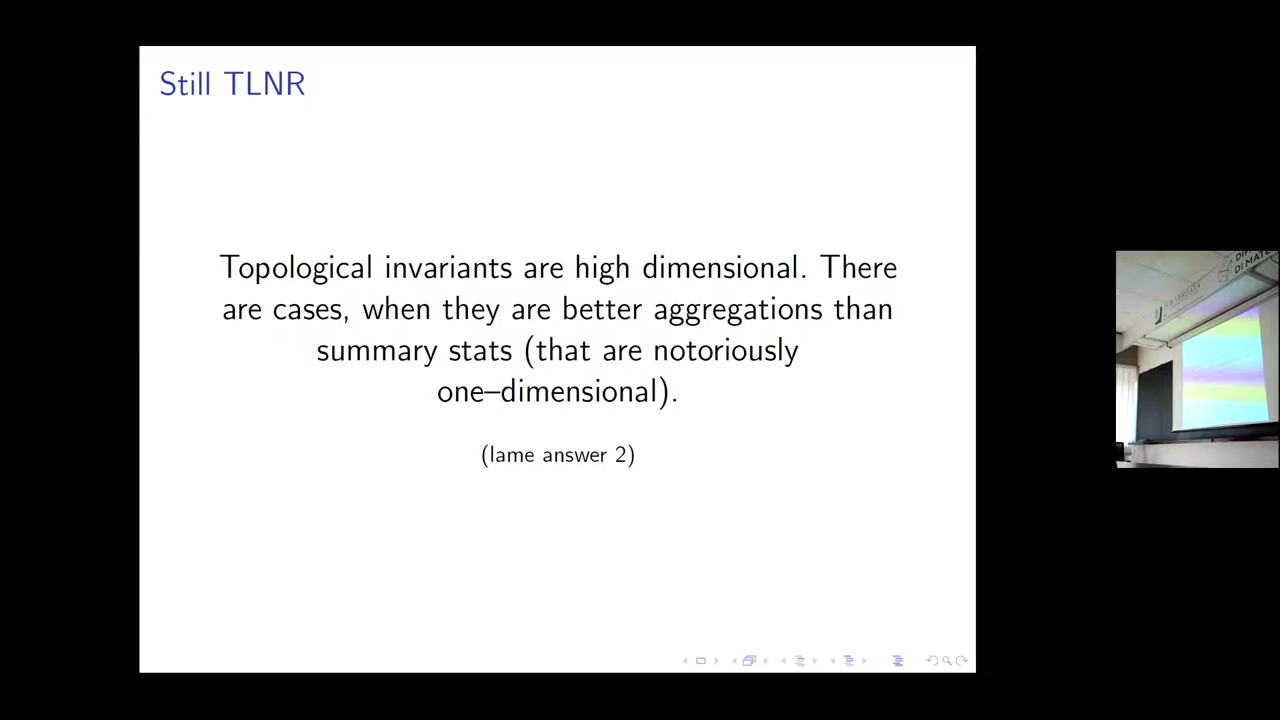 Still TLNR
Topological invariants are high dimensional. There
are cases, when they are better aggregations than
summary stats (that are notoriously
one–dimensional).
(lame answer 2)